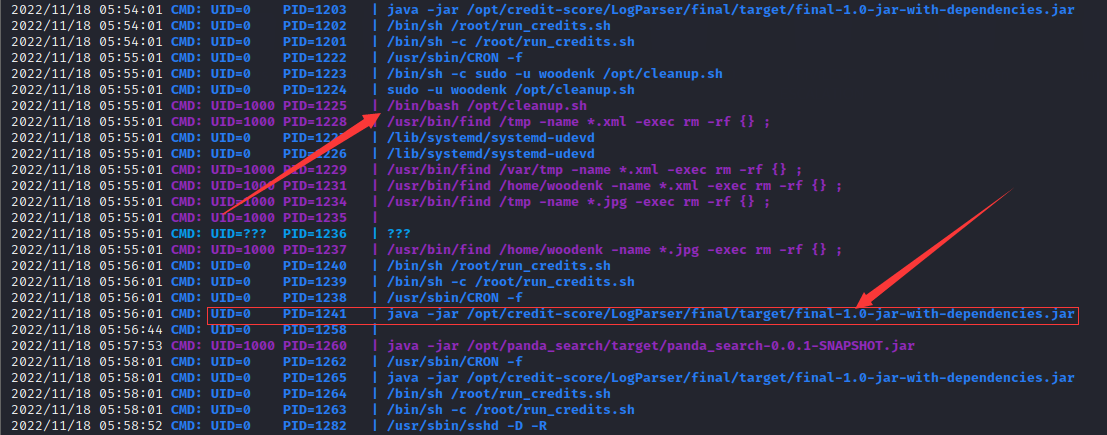 2022/11/18 05:54:01 CMD: UID=0 PID=1203 | java -jar /opt/credit-score/LogParser/final/target/final-1.0-jar-with-dependencies.jar
2022/11/18 05:54:01 CMD: UID=0 PID=1202 | /bin/sh /root/run_credits.sh
2022/11/18 05:54:01 CMD: UID=0 PID=1201 | /bin/sh -c /root/run_credits.sh
2022/11/18 05:55:01 CMD: UID=0 PID=1222 | /usr/sbin/CRON -f
2022/11/18 05:55:01 CMD: UID=0 PID=1223 | /bin/sh -c sudo -u woodenk /opt/cleanup.sh
2022/11/18 05:55:01 CMD: UID=0 PID=1224 | sudo -u woodenk /opt/cleanup.sh
2022/11/18 05:55:01 CMD: UID=1000 PID=1225 | /bin/bash /opt/cleanup.sh
2022/11/18 05:55:01 CMD: UID=1000 PID=1228 | /usr/bin/find /tmp -name *.xml -exec rm -rf {} ;
2022/11/18 05:55:01 CMD: UID=0 | /lib/systemd/systemd-udevd
2022/11/18 05:55:01 CMD: UID=0 PID=1226 | /lib/systemd/systemd-udevd
2022/11/18 05:55:01 CMD: UID=1000 PID=1229 | /usr/bin/find /var/tmp -name *.xml -exec rm -rf {} ;
2022/11/18 05:55:01 CMD: UID=1000 PID=1231 | /usr/bin/find /home/woodenk -name *.xml -exec rm -rf {} ;
2022/11/18 05:55:01 CMD: UID=1000 PID=1234 | /usr/bin/find /tmp -name *.jpg -exec rm -rf {} ;
2022/11/18 05:55:01 CMD: UID=1000 PID=1235 |
2022/11/18 05:55:01 CMD: UID=??? PID=1236 | ???
2022/11/18 05:55:01 CMD: UID=1000 PID=1237 | /usr/bin/find /home/woodenk -name *.jpg -exec rm -rf {} ;
2022/11/18 05:56:01 CMD: UID=0 PID=1240 | /bin/sh /root/run_credits.sh
2022/11/18 05:56:01 CMD: UID=0 PID=1239 | /bin/sh -c /root/run_credits.sh
2022/11/18 05:56:01 CMD: UID=0 PID=1238 | /usr/sbin/CRON -f
2022/11/18 05:56:01 CMD: UID=0 PID=1241 | java -jar /opt/credit-score/LogParser/final/target/final-1.0-jar-with-dependencies.jar
2022/11/18 05:56:44 CMD: UID=0 PID=1258 |
2022/11/18 05:57:53 CMD: UID=1000 PID=1260 | java -jar /opt/panda_search/target/panda_search-0.0.1-SNAPSHOT.jar
2022/11/18 05:58:01 CMD: UID=0 PID=1262 | /usr/sbin/CRON -f
2022/11/18 05:58:01 CMD: UID=0 PID=1265 | java -jar /opt/credit-score/LogParser/final/target/final-1.0-jar-with-dependencies.jar
2022/11/18 05:58:01 CMD: UID=0 PID=1264 | /bin/sh /root/run_credits.sh
2022/11/18 05:58:01 CMD: UID=0 PID=1263 | /bin/sh -c /root/run_credits.sh
2022/11/18 05:58:52 CMD: UID=0 PID=1282 | /usr/sbin/sshd -D -R